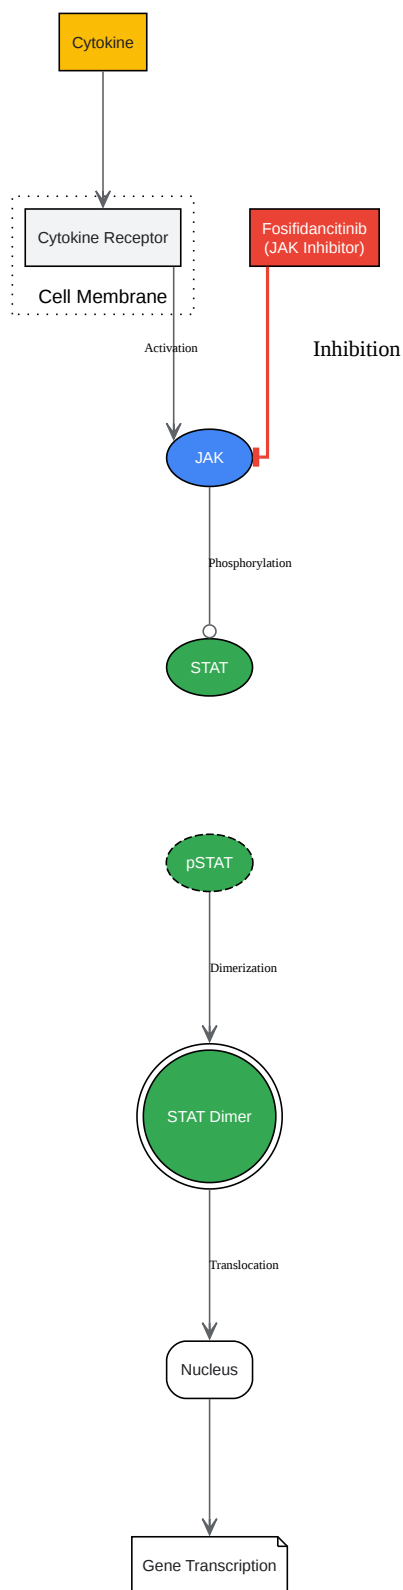 Cytokine
Cytokine Receptor
Fosifidancitinib
(JAK Inhibitor)
Cell Membrane
Activation
Inhibition
JAK
Phosphorylation
STAT
pSTAT
Dimerization
STAT Dimer
Translocation
Nucleus
Gene Transcription